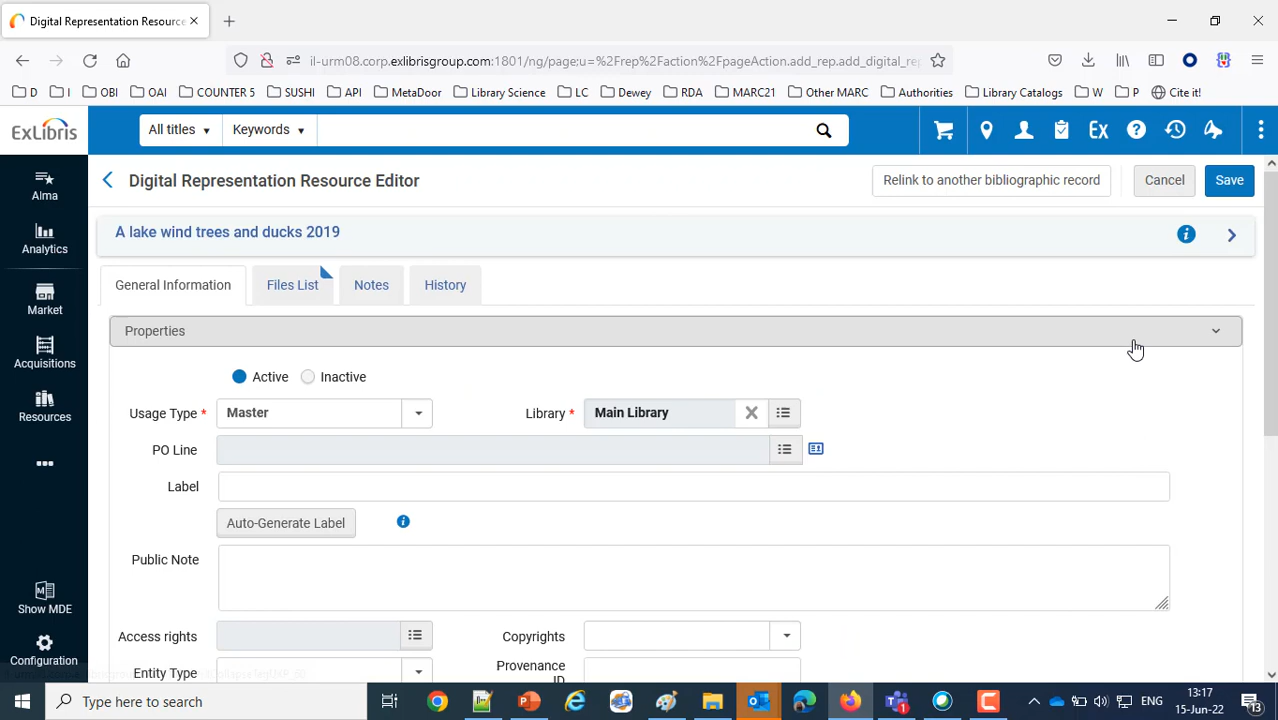 Digital Representation Resource
il-urm08.corp.exlibrisgroup.com:1801/ng/page;u=%2Frep%2Faction%2FpageAction.add_rep.add_digital_rep
D I OBI OAI COUNTER 5 SUSHI API MetaDoor Library Science LC Dewey RDA MARC21 Other MARC Authorities Library Catalogs W P Cite it!
ExLibris All titles Keywords Ex ?
Alma
Analytics
Market
Acquisitions
Resources
Show MDE
Configuration
Digital Representation Resource Editor Relink to another bibliographic record Cancel Save
A lake wind trees and ducks 2019
General Information Files List Notes History
Properties
Active Inactive
Usage Type * Master Library * Main Library
PO Line
Label
Auto-Generate Label
Public Note
Access rights Copyrights
Entity Type Provenance
ID
Type here to search ENG 13:17
15-Jun-22 13